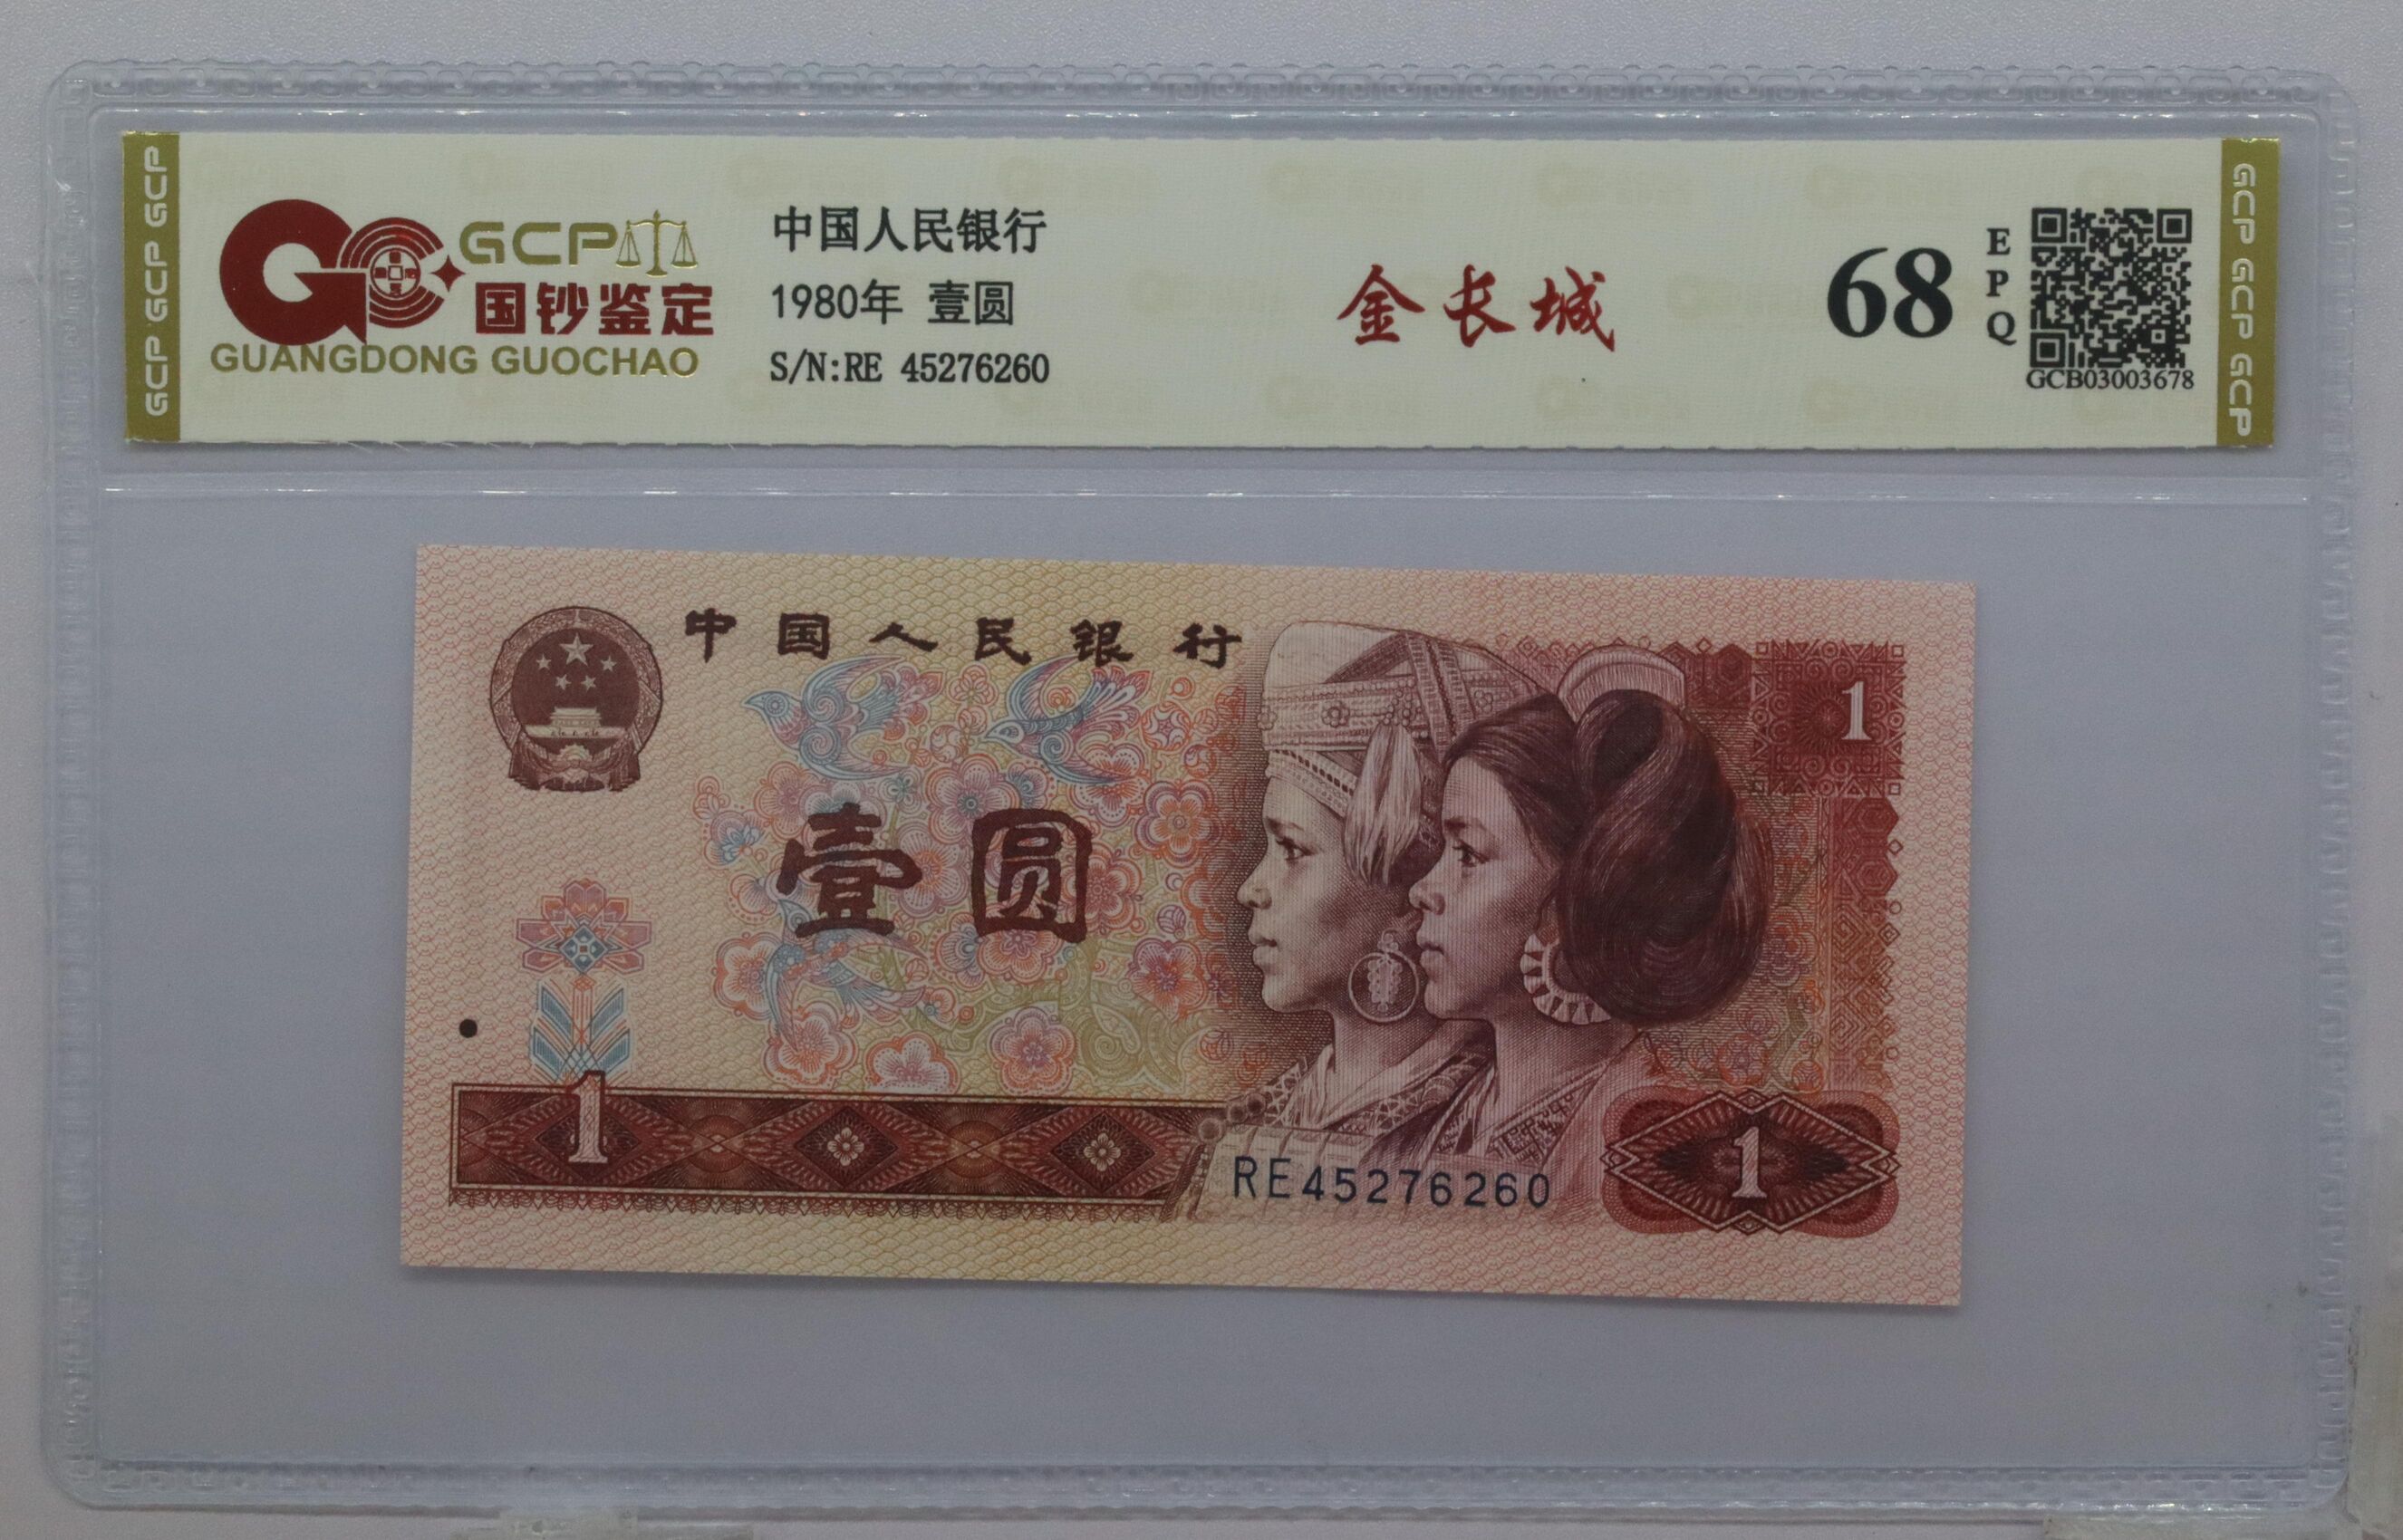 GCP GCP GCP
GCP
国钞鉴定
GUANGDONG GUOCHAO
中国人民银行
1980年 壹圆
S/N:RE 45276260
金长城
68
EPQ
GCB03003678
GCP GCP GCP
中国人民银行
1
壹圆
1
RE45276260
1